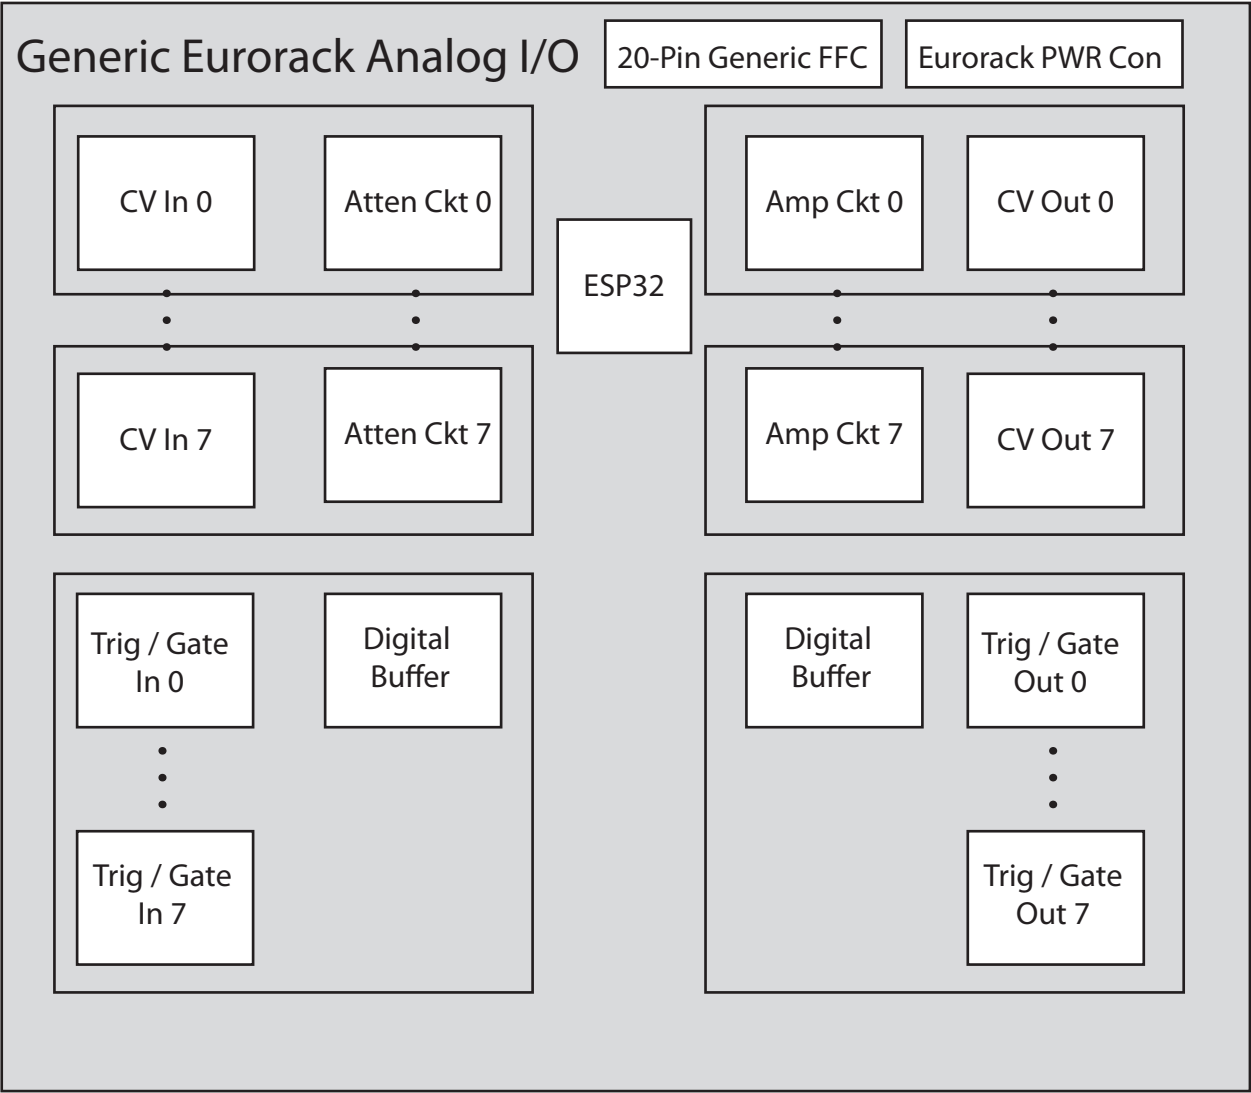 Generic Eurorack Analog I/O
20-Pin Generic FFC
Eurorack PWR Con
CV In 0
Atten Ckt 0
ESP32
Amp Ckt 0
CV Out 0
CV In 7
Atten Ckt 7
Amp Ckt 7
CV Out 7
Trig / Gate
In 0
Digital
Buffer
Digital
Buffer
Trig / Gate
Out 0
Trig / Gate
In 7
Trig / Gate
Out 7